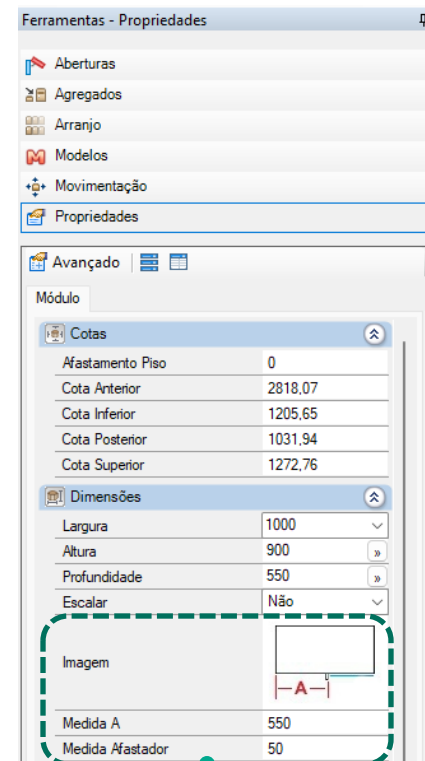 Ferramentas - Propriedades
Aberturas
Agregados
Arranjo
Modelos
Movimentação
Propriedades
Avançado
Módulo
Cotas
Afastamento Piso 0
Cota Anterior 2818,07
Cota Inferior 1205,65
Cota Posterior 1031,94
Cota Superior 1272,76
Dimensões
Largura 1000
Altura 900 »
Profundidade 550 »
Escalar Não
Imagem
A
Medida A 550
Medida Afastador 50